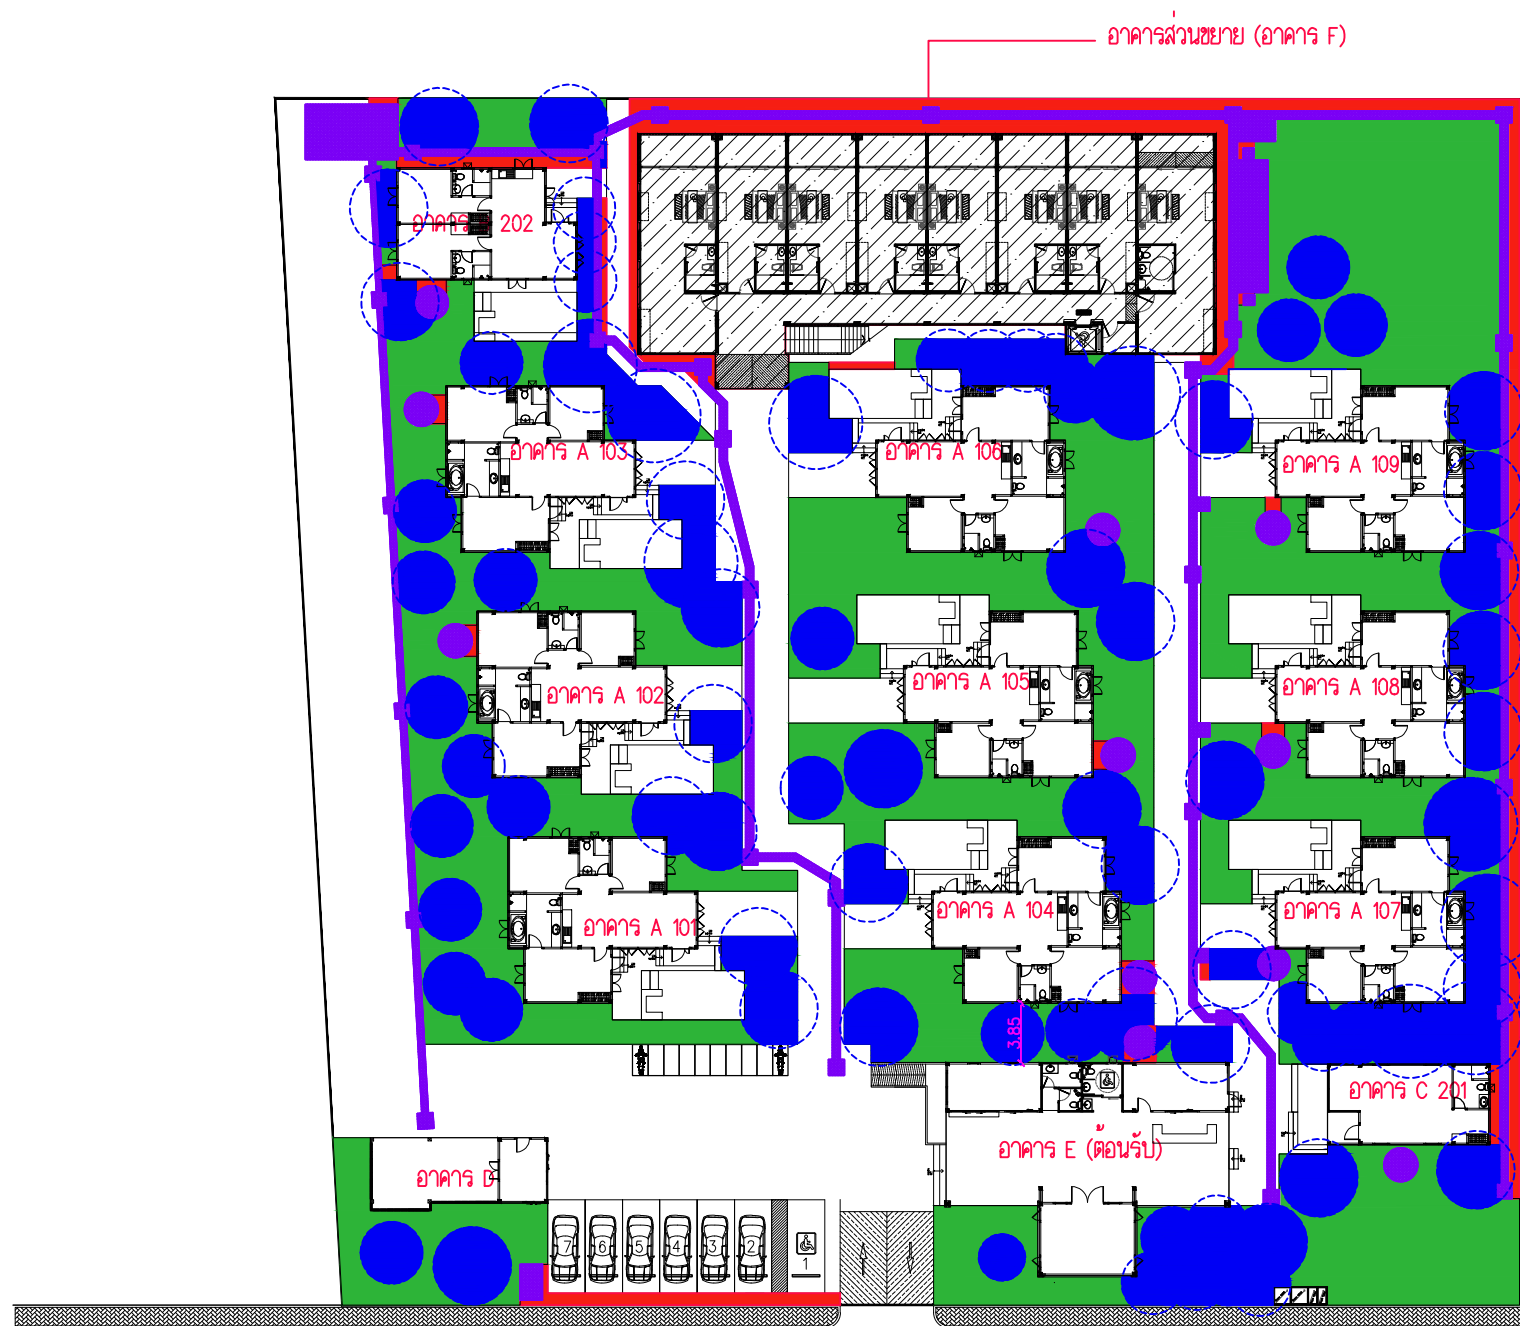 อาคารส่วนขยาย (อาคาร F)
อาคาร 202
อาคาร A 103
อาคาร A 106
อาคาร A 109
อาคาร A 102
อาคาร A 105
อาคาร A 108
อาคาร A 101
อาคาร A 104
อาคาร A 107
3.85
อาคาร C 201
อาคาร E (ต้อนรับ)
อาคาร D
7 6 5 4 3 2 1